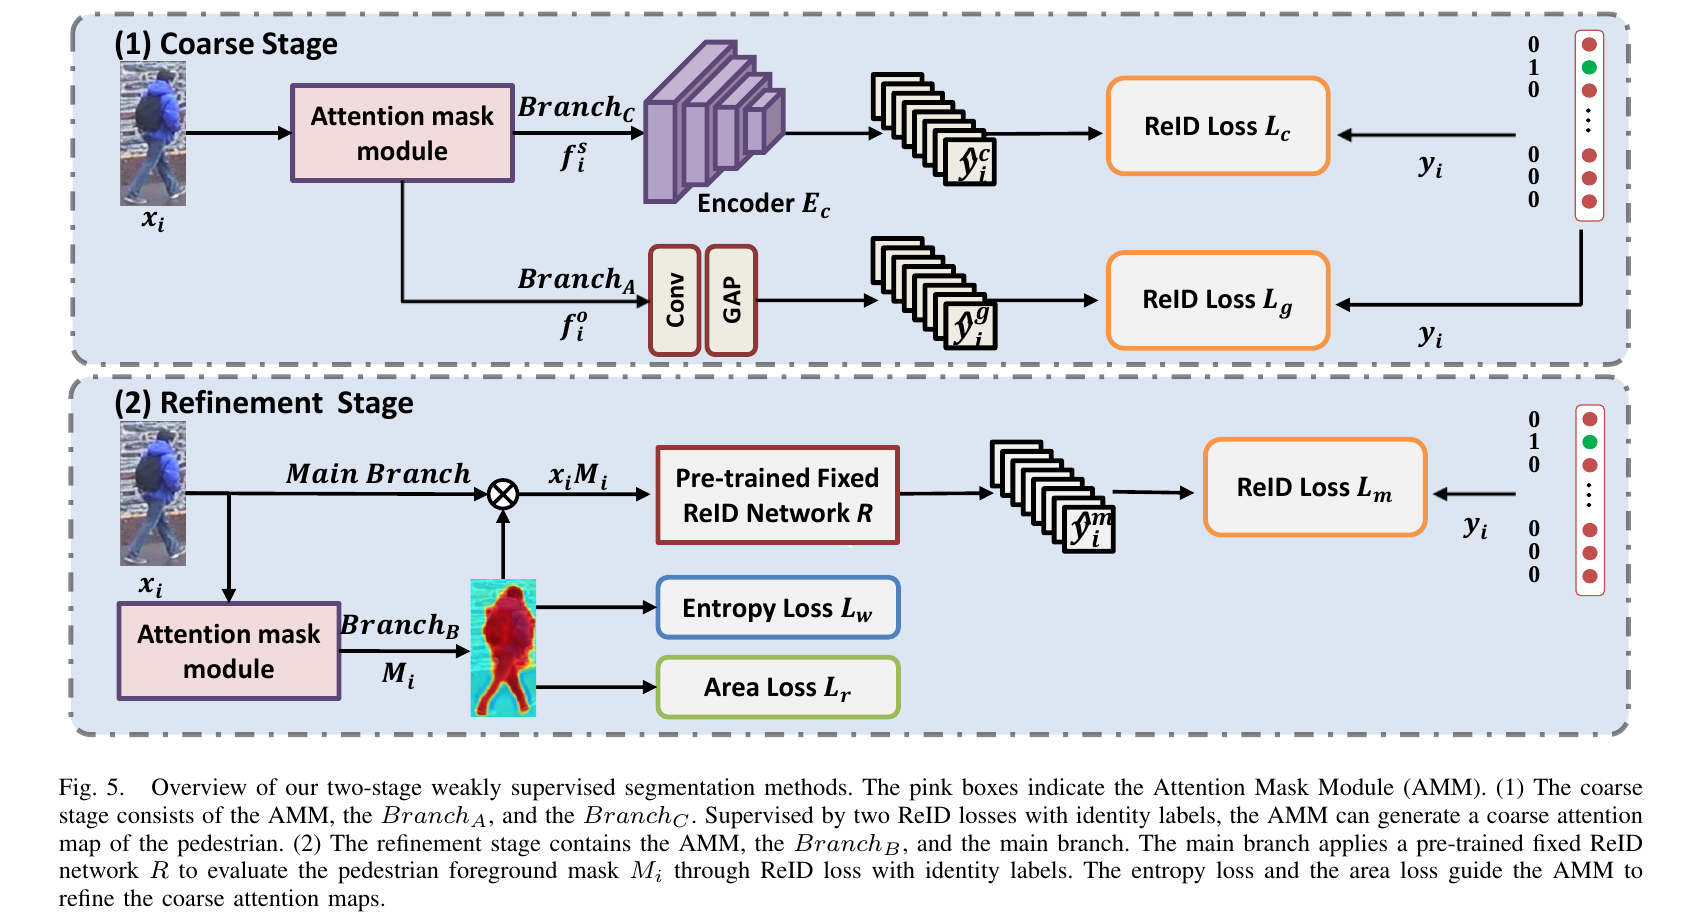 (1) Coarse Stage
x_i
Attention mask
module
Branch_C
f_i^s
Encoder E_c
ŷ_i^c
ReID Loss L_c
y_i
0
1
0
⋮
0
0
0
Branch_A
f_i^o
Conv
GAP
ŷ_i^g
ReID Loss L_g
y_i
(2) Refinement Stage
x_i
Main Branch
x_i M_i
Pre-trained Fixed
ReID Network R
ŷ_i^m
ReID Loss L_m
y_i
0
1
0
⋮
0
0
0
Attention mask
module
Branch_B
M_i
Entropy Loss L_w
Area Loss L_r
Fig. 5. Overview of our two-stage weakly supervised segmentation methods. The pink boxes indicate the Attention Mask Module (AMM). (1) The coarse
stage consists of the AMM, the Branch_A, and the Branch_C. Supervised by two ReID losses with identity labels, the AMM can generate a coarse attention
map of the pedestrian. (2) The refinement stage contains the AMM, the Branch_B, and the main branch. The main branch applies a pre-trained fixed ReID
network R to evaluate the pedestrian foreground mask M_i through ReID loss with identity labels. The entropy loss and the area loss guide the AMM to
refine the coarse attention maps.